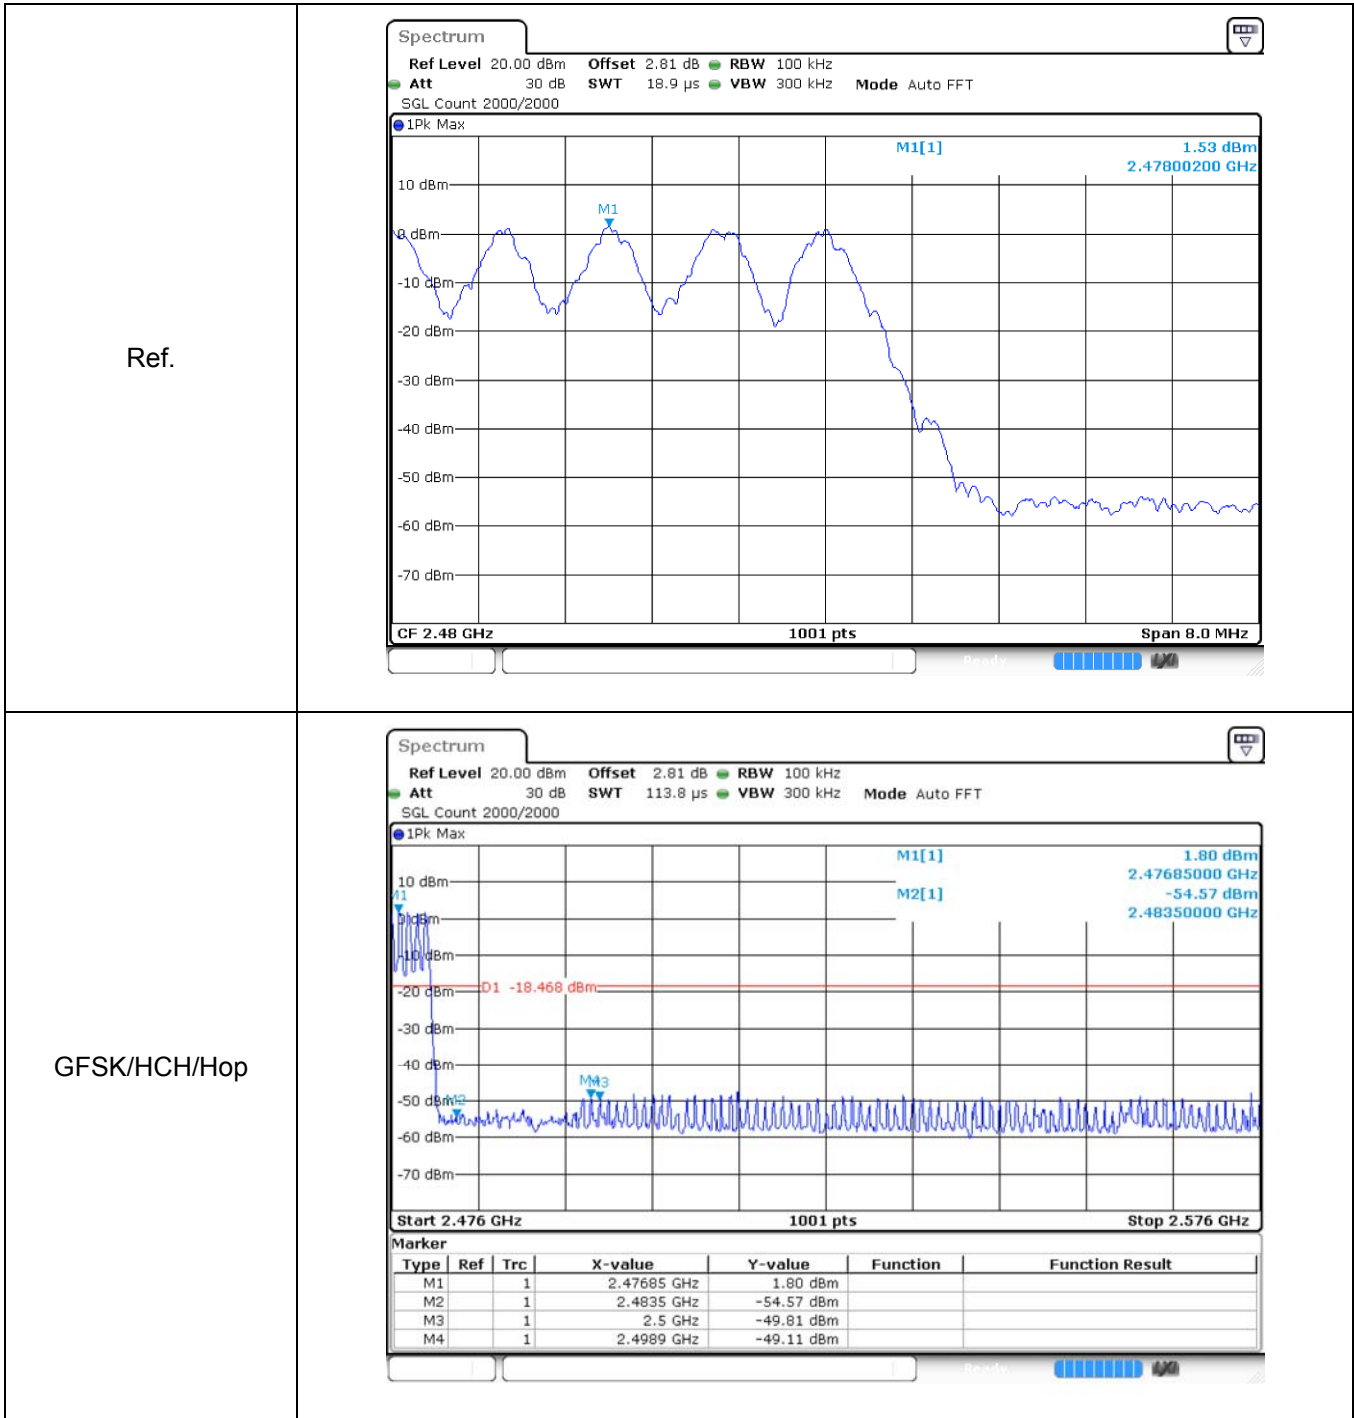 Ref.
Spectrum
Ref Level 20.00 dBm Offset 2.81 dB RBW 100 kHz
Att 30 dB SWT 18.9 µs VBW 300 kHz Mode Auto FFT
SGL Count 2000/2000
1Pk Max
M1[1] 1.53 dBm
2.47800200 GHz
10 dBm
M1
0 dBm
-10 dBm
-20 dBm
-30 dBm
-40 dBm
-50 dBm
-60 dBm
-70 dBm
CF 2.48 GHz 1001 pts Span 8.0 MHz
Ready
LXI
GFSK/HCH/Hop
Spectrum
Ref Level 20.00 dBm Offset 2.81 dB RBW 100 kHz
Att 30 dB SWT 113.8 µs VBW 300 kHz Mode Auto FFT
SGL Count 2000/2000
1Pk Max
M1[1] 1.80 dBm
2.47685000 GHz
M2[1] -54.57 dBm
2.48350000 GHz
10 dBm
M1
0 dBm
-10 dBm
-20 dBm D1 -18.468 dBm
-30 dBm
-40 dBm
M4 M3
-50 dBm M2
-60 dBm
-70 dBm
Start 2.476 GHz 1001 pts Stop 2.576 GHz
Marker
Type Ref Trc X-value Y-value Function Function Result
M1 1 2.47685 GHz 1.80 dBm
M2 1 2.4835 GHz -54.57 dBm
M3 1 2.5 GHz -49.81 dBm
M4 1 2.4989 GHz -49.11 dBm
Ready
LXI